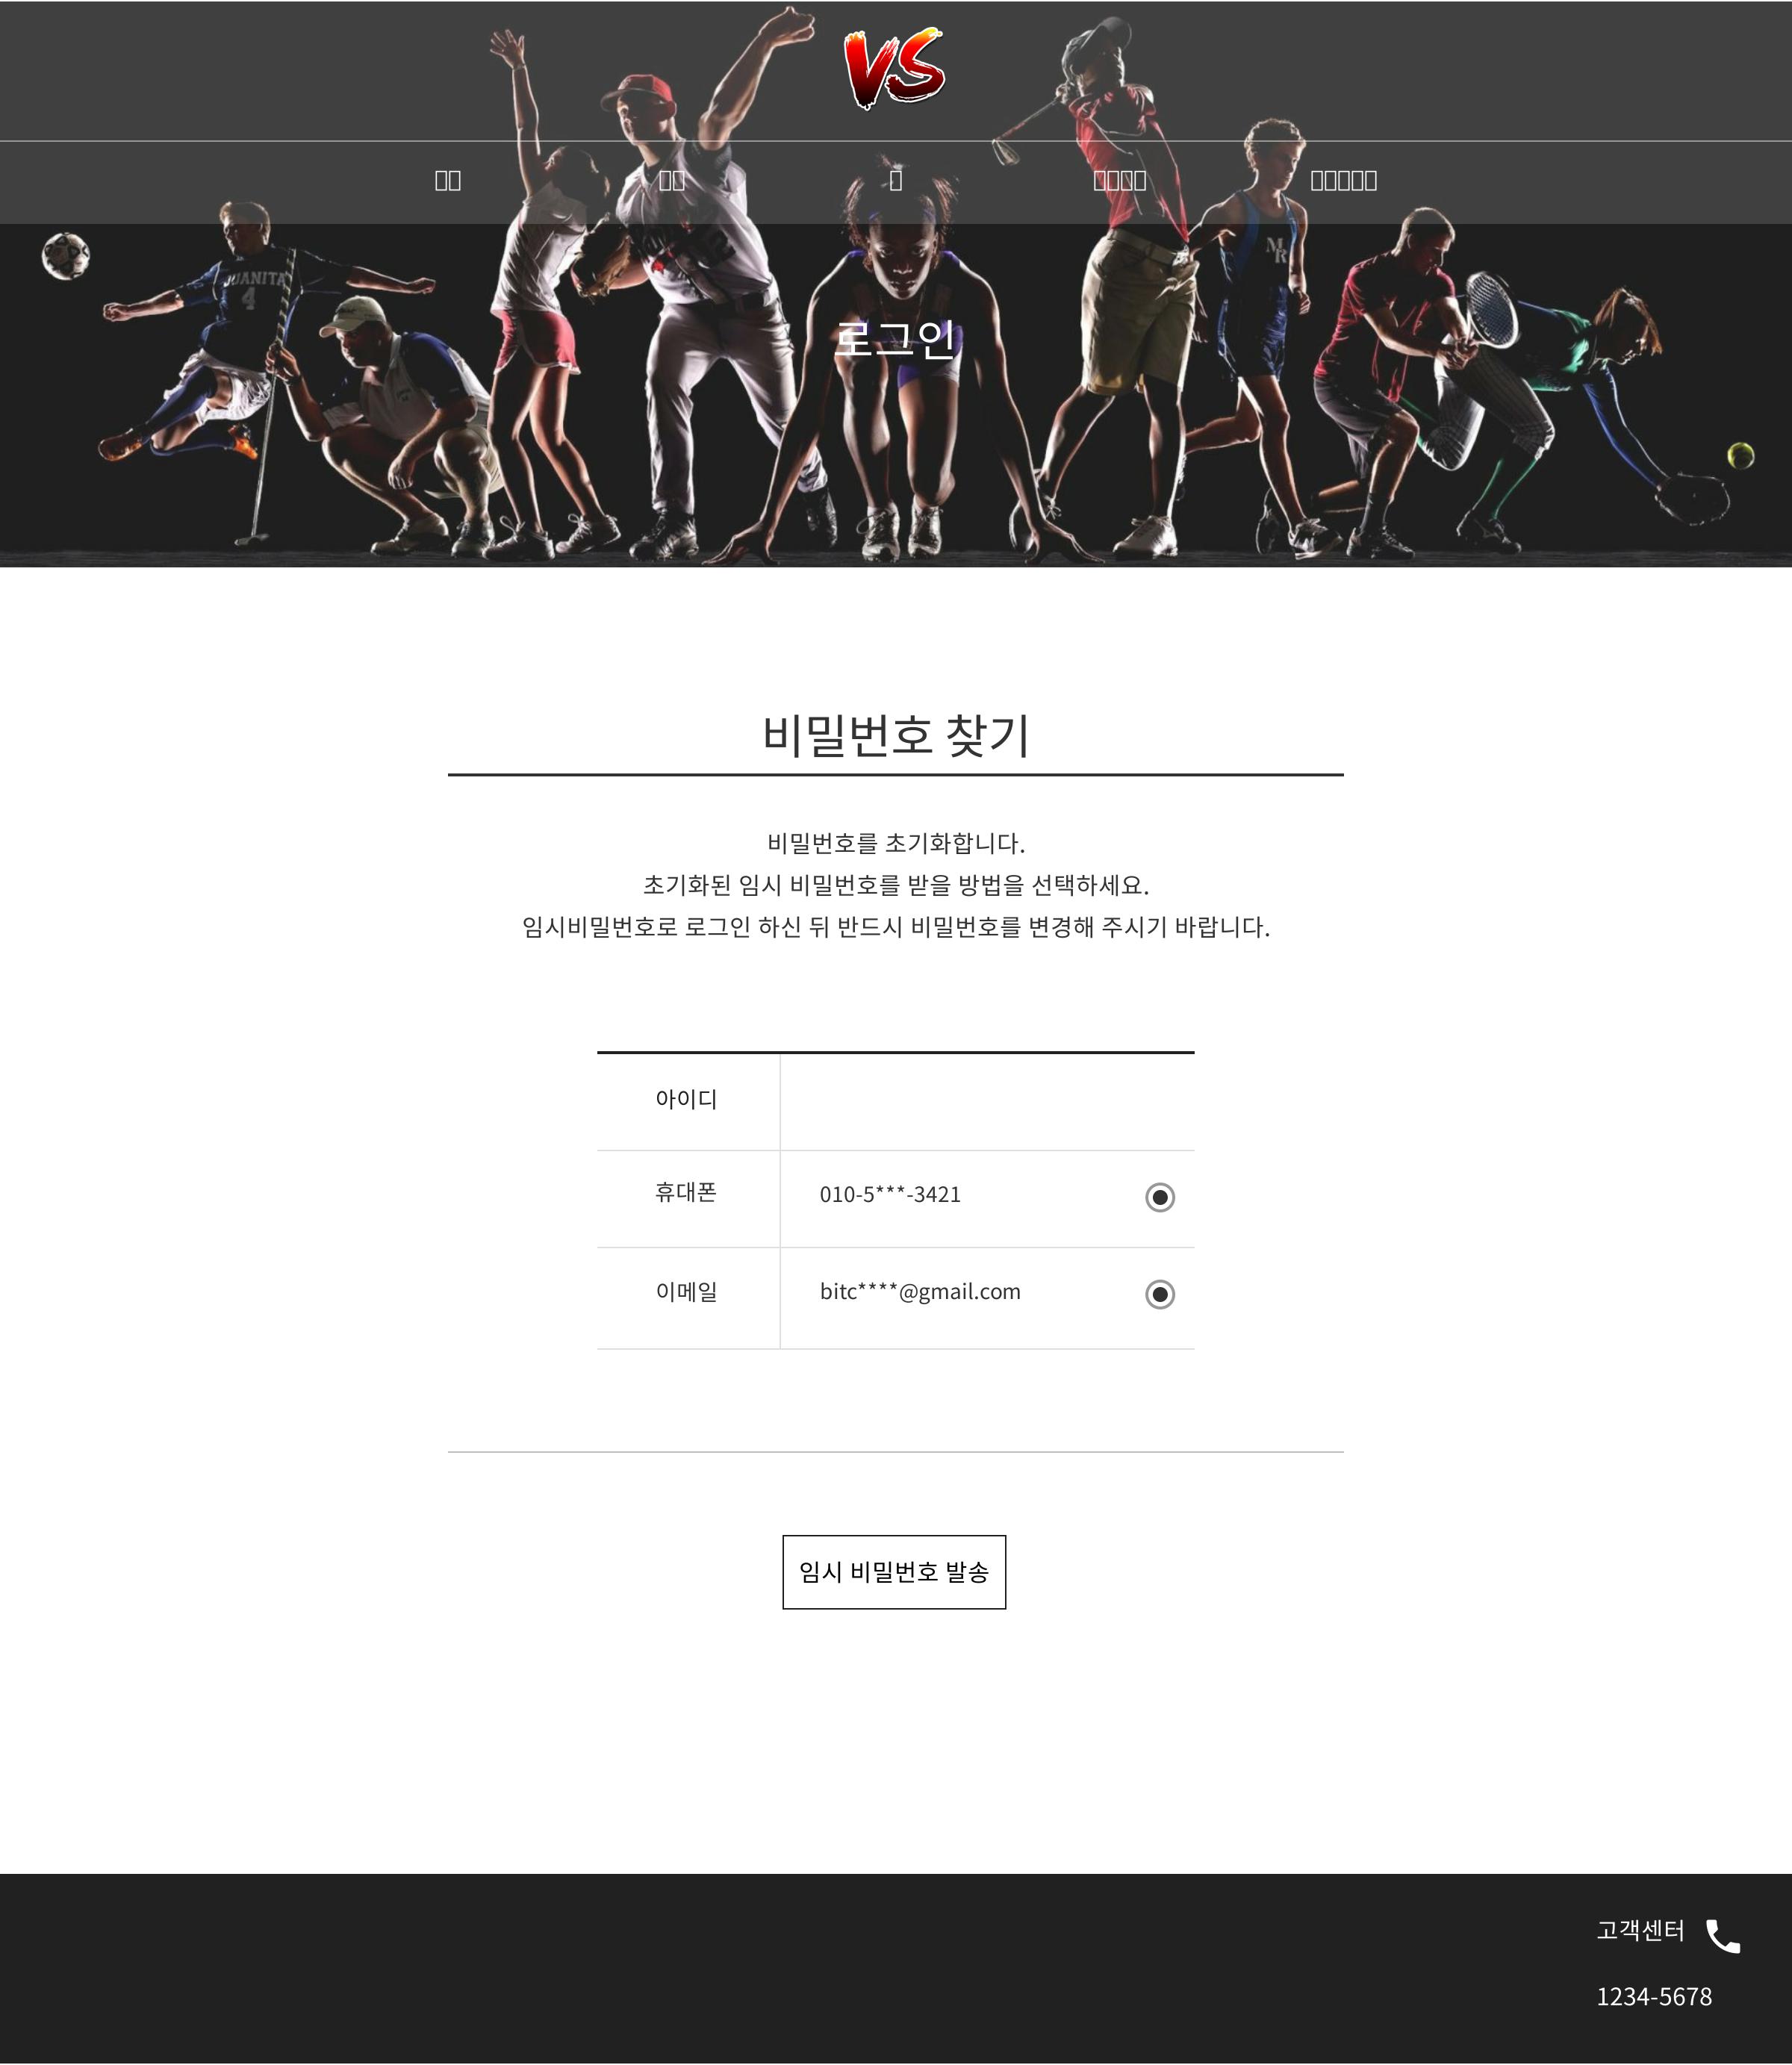 VS
로그인
JUANITA
4
MR
비밀번호 찾기
비밀번호를 초기화합니다.
초기화된 임시 비밀번호를 받을 방법을 선택하세요.
임시비밀번호로 로그인 하신 뒤 반드시 비밀번호를 변경해 주시기 바랍니다.
아이디
휴대폰 010-5***-3421
이메일 bitc****@gmail.com
임시 비밀번호 발송
고객센터
1234-5678